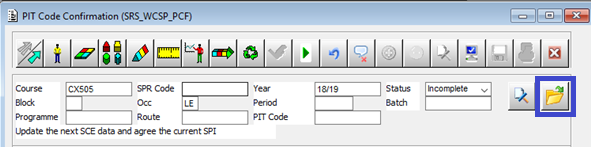 PIT Code Confirmation (SRS_WCSP_PCF)
Course CX505 SPR Code Year 18/19 Status Incomplete
Block Occ LE Period Batch
Programme Route PIT Code
Update the next SCE data and agree the current SPI